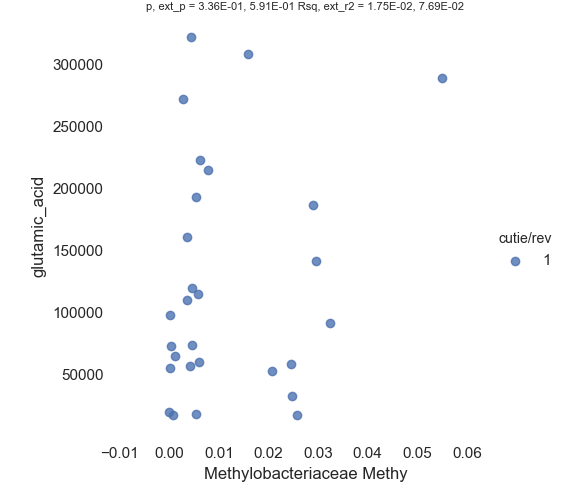 p, ext_p = 3.36E-01, 5.91E-01 Rsq, ext_r2 = 1.75E-02, 7.69E-02
300000
250000
200000
150000
100000
50000
glutamic_acid
cutie/rev
1
−0.01 0.00 0.01 0.02 0.03 0.04 0.05 0.06
Methylobacteriaceae Methy